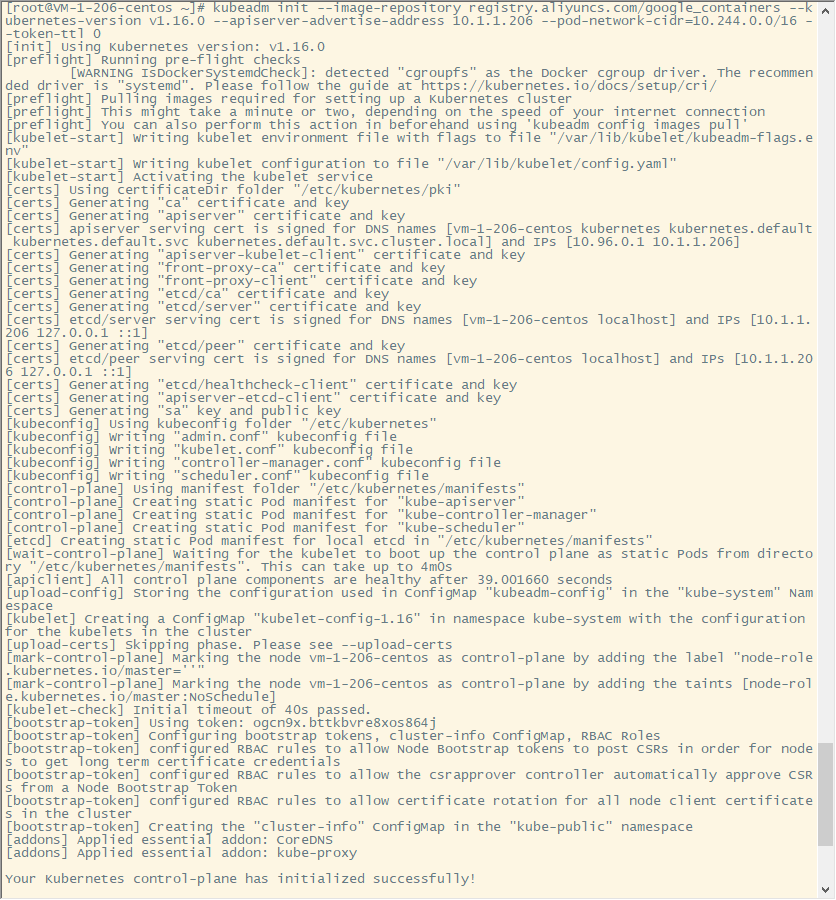 [root@VM-1-206-centos ~]# kubeadm init --image-repository registry.aliyuncs.com/google_containers --k
ubernetes-version v1.16.0 --apiserver-advertise-address 10.1.1.206 --pod-network-cidr=10.244.0.0/16 -
-token-ttl 0
[init] Using Kubernetes version: v1.16.0
[preflight] Running pre-flight checks
        [WARNING IsDockerSystemdCheck]: detected "cgroupfs" as the Docker cgroup driver. The recommen
ded driver is "systemd". Please follow the guide at https://kubernetes.io/docs/setup/cri/
[preflight] Pulling images required for setting up a Kubernetes cluster
[preflight] This might take a minute or two, depending on the speed of your internet connection
[preflight] You can also perform this action in beforehand using 'kubeadm config images pull'
[kubelet-start] Writing kubelet environment file with flags to file "/var/lib/kubelet/kubeadm-flags.e
nv"
[kubelet-start] Writing kubelet configuration to file "/var/lib/kubelet/config.yaml"
[kubelet-start] Activating the kubelet service
[certs] Using certificateDir folder "/etc/kubernetes/pki"
[certs] Generating "ca" certificate and key
[certs] Generating "apiserver" certificate and key
[certs] apiserver serving cert is signed for DNS names [vm-1-206-centos kubernetes kubernetes.default
 kubernetes.default.svc kubernetes.default.svc.cluster.local] and IPs [10.96.0.1 10.1.1.206]
[certs] Generating "apiserver-kubelet-client" certificate and key
[certs] Generating "front-proxy-ca" certificate and key
[certs] Generating "front-proxy-client" certificate and key
[certs] Generating "etcd/ca" certificate and key
[certs] Generating "etcd/server" certificate and key
[certs] etcd/server serving cert is signed for DNS names [vm-1-206-centos localhost] and IPs [10.1.1.
206 127.0.0.1 ::1]
[certs] Generating "etcd/peer" certificate and key
[certs] etcd/peer serving cert is signed for DNS names [vm-1-206-centos localhost] and IPs [10.1.1.20
6 127.0.0.1 ::1]
[certs] Generating "etcd/healthcheck-client" certificate and key
[certs] Generating "apiserver-etcd-client" certificate and key
[certs] Generating "sa" key and public key
[kubeconfig] Using kubeconfig folder "/etc/kubernetes"
[kubeconfig] Writing "admin.conf" kubeconfig file
[kubeconfig] Writing "kubelet.conf" kubeconfig file
[kubeconfig] Writing "controller-manager.conf" kubeconfig file
[kubeconfig] Writing "scheduler.conf" kubeconfig file
[control-plane] Using manifest folder "/etc/kubernetes/manifests"
[control-plane] Creating static Pod manifest for "kube-apiserver"
[control-plane] Creating static Pod manifest for "kube-controller-manager"
[control-plane] Creating static Pod manifest for "kube-scheduler"
[etcd] Creating static Pod manifest for local etcd in "/etc/kubernetes/manifests"
[wait-control-plane] Waiting for the kubelet to boot up the control plane as static Pods from directo
ry "/etc/kubernetes/manifests". This can take up to 4m0s
[apiclient] All control plane components are healthy after 39.001660 seconds
[upload-config] Storing the configuration used in ConfigMap "kubeadm-config" in the "kube-system" Nam
espace
[kubelet] Creating a ConfigMap "kubelet-config-1.16" in namespace kube-system with the configuration
for the kubelets in the cluster
[upload-certs] Skipping phase. Please see --upload-certs
[mark-control-plane] Marking the node vm-1-206-centos as control-plane by adding the label "node-role
.kubernetes.io/master=''"
[mark-control-plane] Marking the node vm-1-206-centos as control-plane by adding the taints [node-rol
e.kubernetes.io/master:NoSchedule]
[kubelet-check] Initial timeout of 40s passed.
[bootstrap-token] Using token: ogcn9x.bttkbvre8xos864j
[bootstrap-token] Configuring bootstrap tokens, cluster-info ConfigMap, RBAC Roles
[bootstrap-token] configured RBAC rules to allow Node Bootstrap tokens to post CSRs in order for node
s to get long term certificate credentials
[bootstrap-token] configured RBAC rules to allow the csrapprover controller automatically approve CSR
s from a Node Bootstrap Token
[bootstrap-token] configured RBAC rules to allow certificate rotation for all node client certificate
s in the cluster
[bootstrap-token] Creating the "cluster-info" ConfigMap in the "kube-public" namespace
[addons] Applied essential addon: CoreDNS
[addons] Applied essential addon: kube-proxy
Your Kubernetes control-plane has initialized successfully!